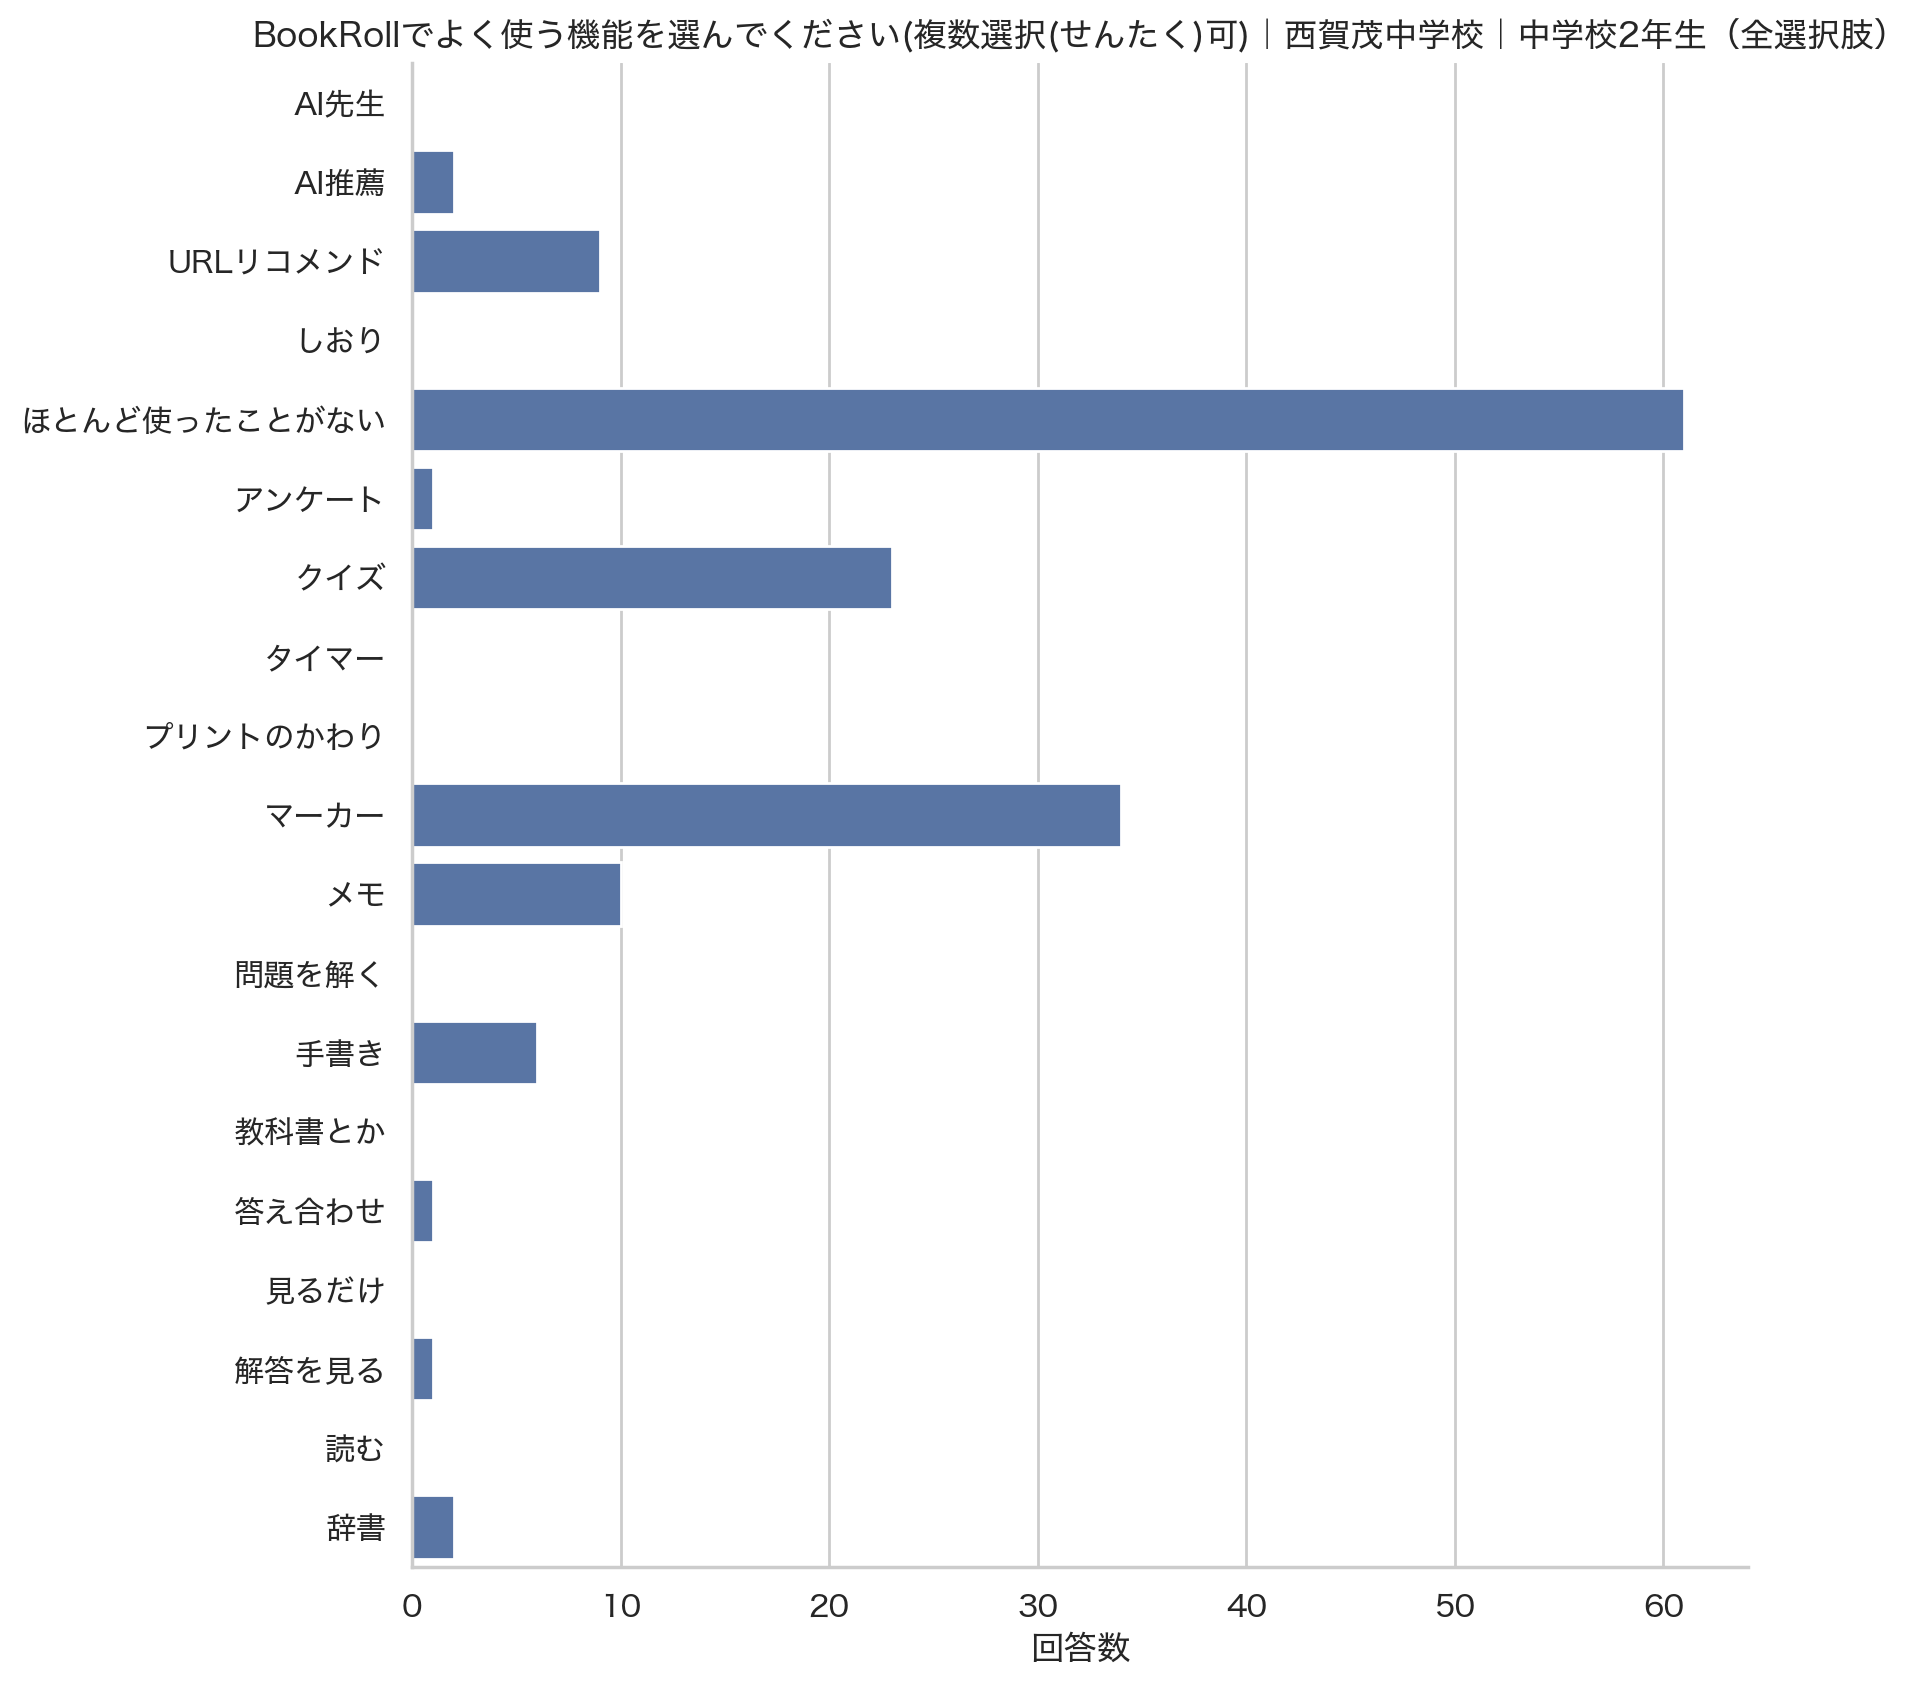 BookRollでよく使う機能を選んでください(複数選択(せんたく)可)｜西賀茂中学校｜中学校2年生（全選択肢）
AI先生
AI推薦
URLリコメンド
しおり
ほとんど使ったことがない
アンケート
クイズ
タイマー
プリントのかわり
マーカー
メモ
問題を解く
手書き
教科書とか
答え合わせ
見るだけ
解答を見る
読む
辞書
0 10 20 30 40 50 60
回答数